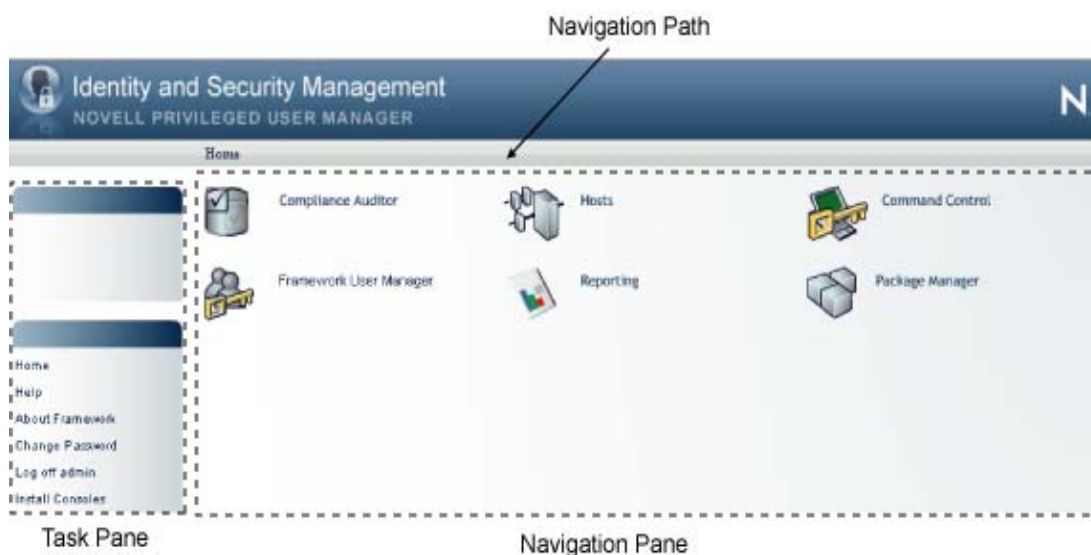 Navigation Path
Identity and Security Management
NOVELL PRIVILEGED USER MANAGER
N
Home
Compliance Auditor
Hosts
Command Control
Framework User Manager
Reporting
Package Manager
Home
Help
About Framework
Change Password
Log off admin
Install Consoles
Task Pane
Navigation Pane